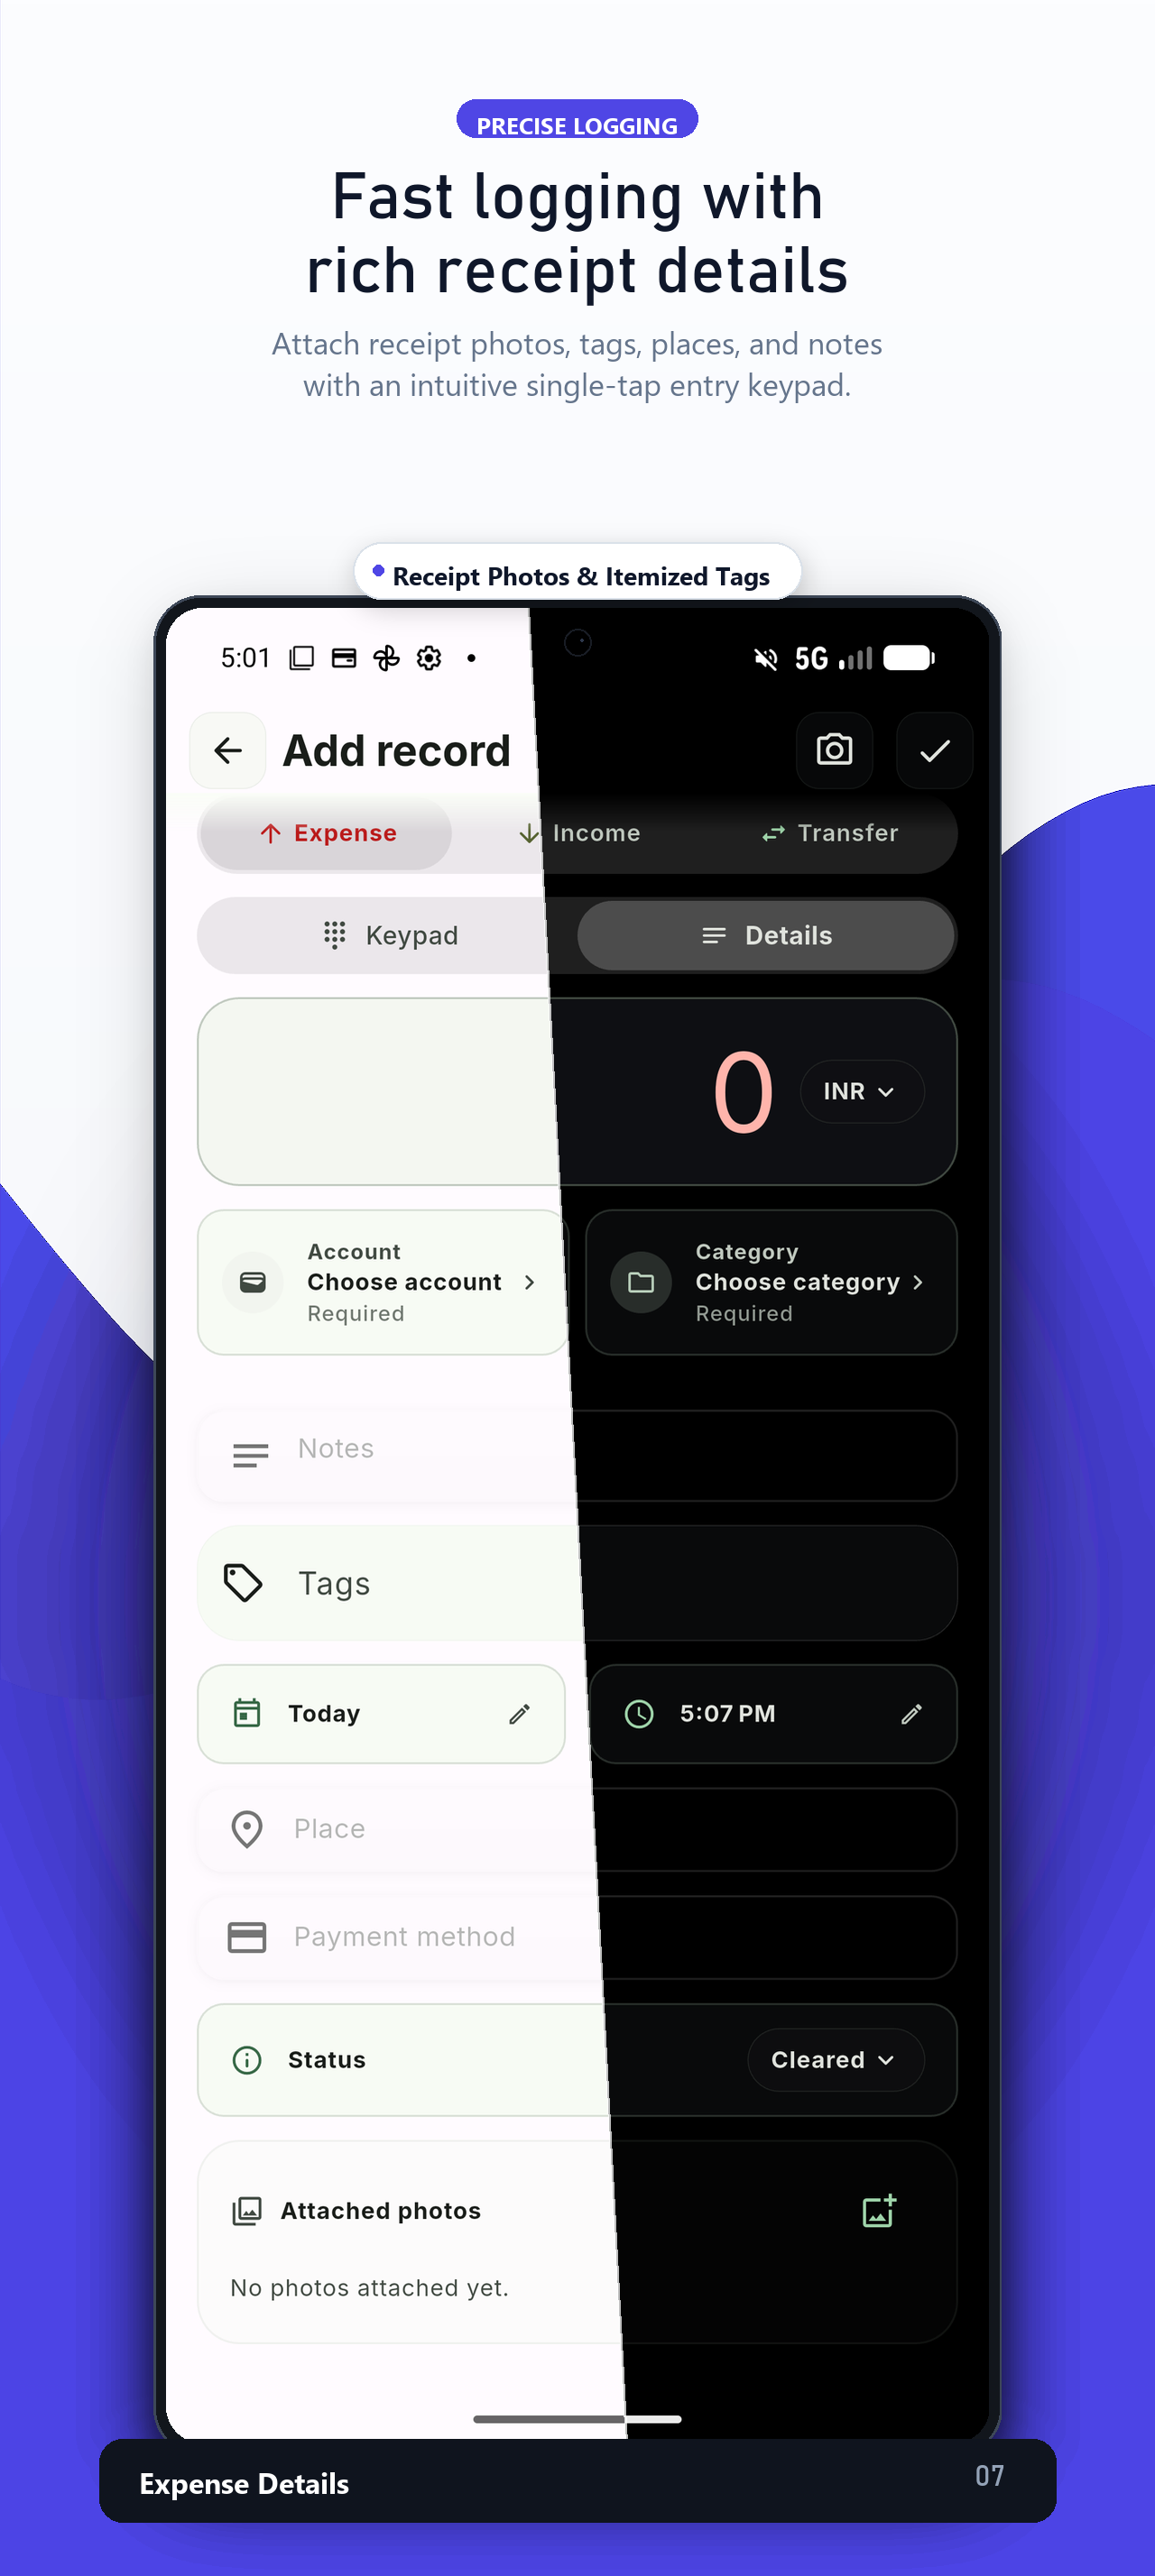 PRECISE LOGGING
Fast logging with
rich receipt details
Attach receipt photos, tags, places, and notes
with an intuitive single-tap entry keypad.
Receipt Photos & Itemized Tags
5:01 5G
Add record
Expense Income Transfer
Keypad Details
0 INR
Account Category
Choose account Choose category
Required Required
Notes
Tags
Today 5:07 PM
Place
Payment method
Status Cleared
Attached photos
No photos attached yet.
Expense Details 07